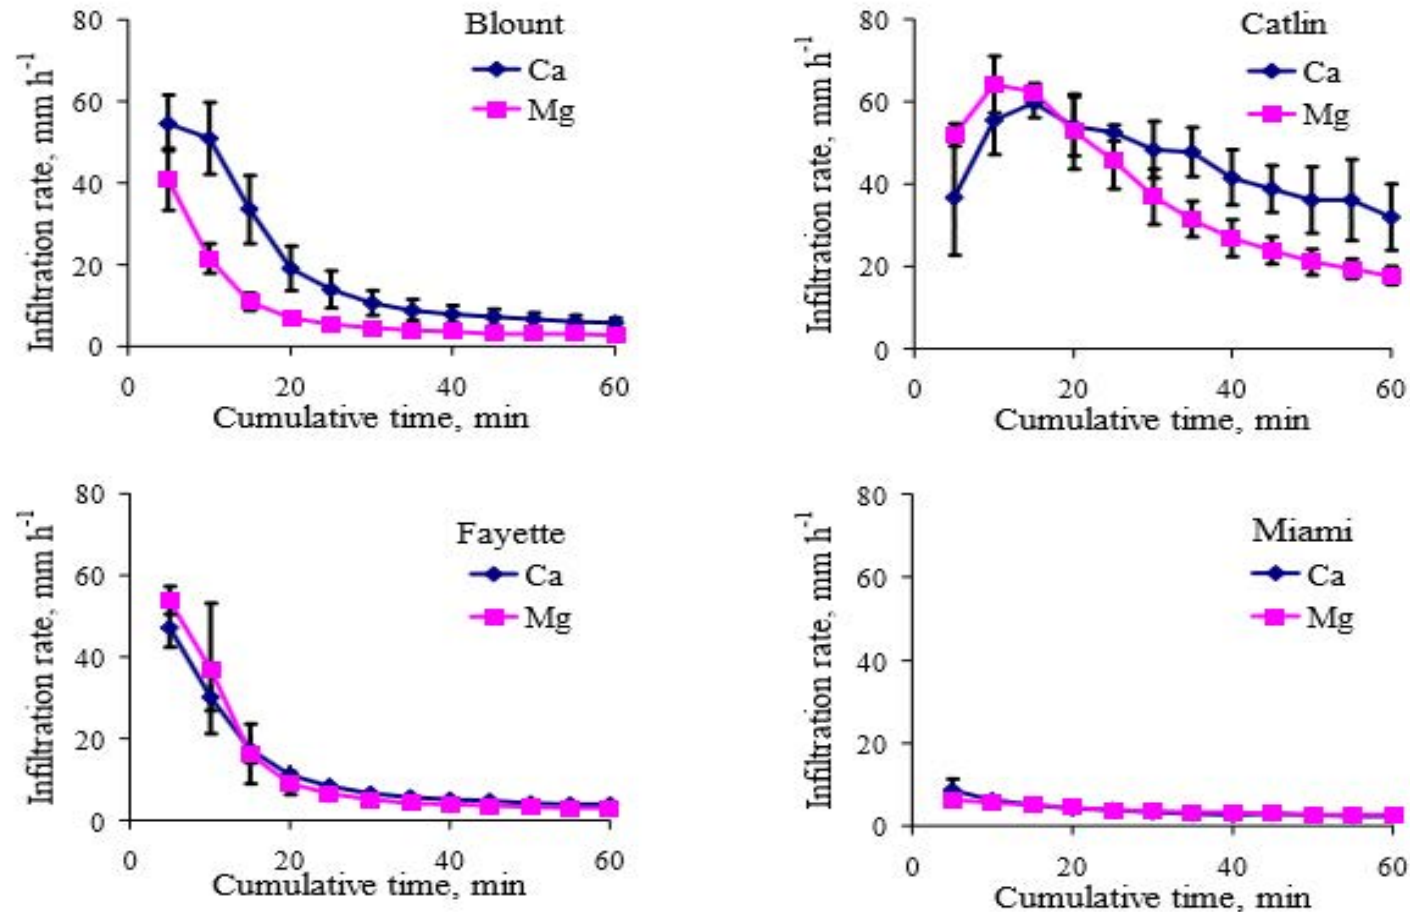 Blount
Ca
Mg
80
60
40
20
0
0 20 40 60
Infiltration rate, mm h⁻¹
Cumulative time, min
Catlin
Ca
Mg
80
60
40
20
0
0 20 40 60
Infiltration rate, mm h⁻¹
Cumulative time, min
Fayette
Ca
Mg
80
60
40
20
0
0 20 40 60
Infiltration rate, mm h⁻¹
Cumulative time, min
Miami
Ca
Mg
80
60
40
20
0
0 20 40 60
Infiltration rate, mm h⁻¹
Cumulative time, min